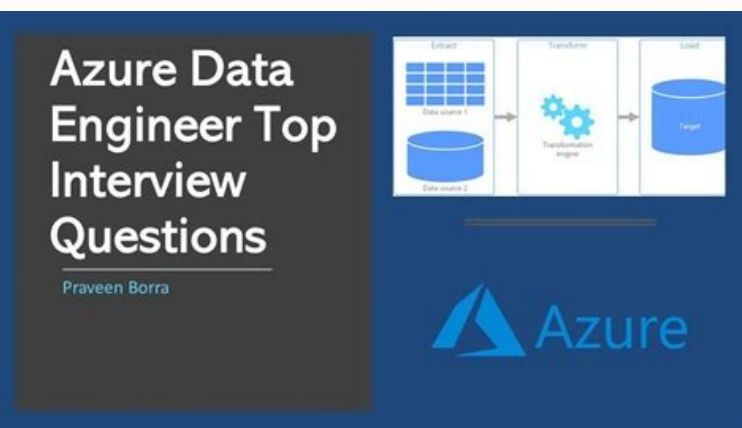 Azure Data
Engineer Top
Interview
Questions
Praveen Borra
Extract
Transform
Load
Data source 1
Data source 2
Transformation
engine
Target
Azure